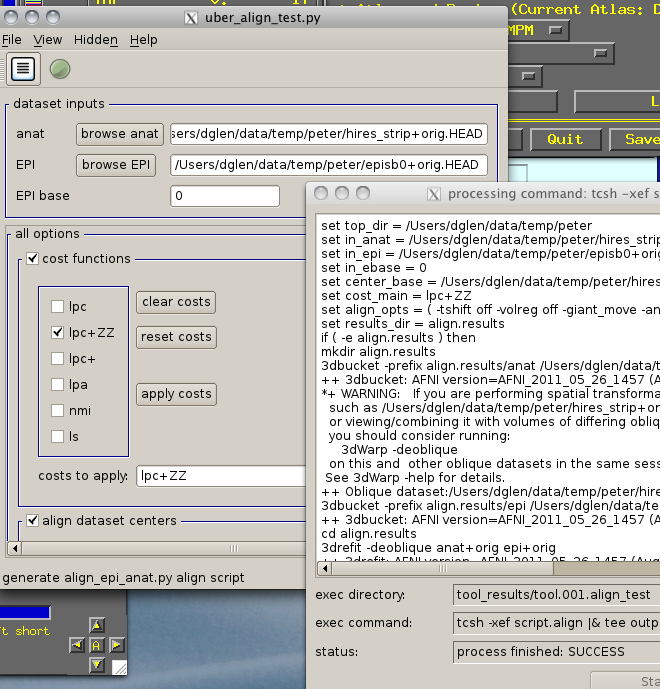 (Current Atlas: D
uber_align_test.py
MPM
File View Hidden Help
dataset inputs
anat browse anat sers/dglen/data/temp/peter/hires_strip+orig.HEAD
Quit Save
EPI browse EPI /Users/dglen/data/temp/peter/episb0+orig.HEAD
EPI base 0
all options
cost functions
lpc clear costs
lpc+ZZ reset costs
lpc+
lpa apply costs
nmi
ls
costs to apply: lpc+ZZ
align dataset centers
generate align_epi_anat.py align script
ft short
A
processing command: tcsh -xef s
set top_dir = /Users/dglen/data/temp/peter
set in_anat = /Users/dglen/data/temp/peter/hires_strip
set in_epi = /Users/dglen/data/temp/peter/episb0+orig
set in_ebase = 0
set center_base = /Users/dglen/data/temp/peter/hires
set cost_main = lpc+ZZ
set align_opts = ( -tshift off -volreg off -giant_move -an
set results_dir = align.results
if ( -e align.results ) then
mkdir align.results
3dbucket -prefix align.results/anat /Users/dglen/data/te
++ 3dbucket: AFNI version=AFNI_2011_05_26_1457 (A
*+ WARNING: If you are performing spatial transforma
such as /Users/dglen/data/temp/peter/hires_strip+or
or viewing/combining it with volumes of differing obliq
you should consider running:
3dWarp -deoblique
on this and other oblique datasets in the same sess
See 3dWarp -help for details.
++ Oblique dataset:/Users/dglen/data/temp/peter/hire
3dbucket -prefix align.results/epi /Users/dglen/data/te
++ 3dbucket: AFNI version=AFNI_2011_05_26_1457 (A
cd align.results
3drefit -deoblique anat+orig epi+orig
++ 3drefit: AFNI version=AFNI_2011_05_26_1457 (Aug
exec directory: tool_results/tool.001.align_test
exec command: tcsh -xef script.align |& tee outp
status: process finished: SUCCESS
Sta